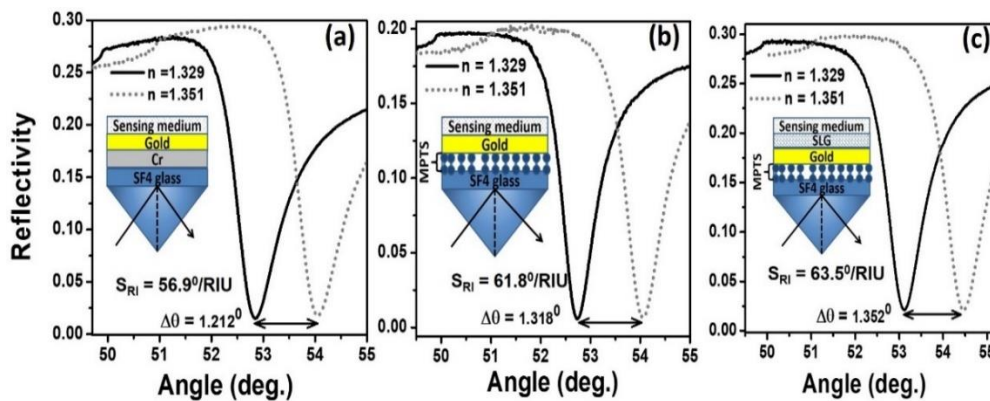 (a)
n =1.329
n = 1.351
Sensing medium
Gold
Cr
SF4 glass
S_RI = 56.9⁰/RIU
Δθ = 1.212⁰
0.30
0.25
0.20
0.15
0.10
0.05
0.00
50 51 52 53 54 55
Angle (deg.)
Reflectivity
(b)
n = 1.329
n = 1.351
Sensing medium
Gold
MPTS
SF4 glass
S_RI = 61.8⁰/RIU
Δθ = 1.318⁰
0.20
0.15
0.10
0.05
0.00
50 51 52 53 54 55
Angle (deg.)
(c)
n = 1.329
n = 1.351
Sensing medium
SLG
Gold
MPTS
SF4 glass
S_RI = 63.5⁰/RIU
Δθ = 1.352⁰
0.30
0.25
0.20
0.15
0.10
0.05
0.00
50 51 52 53 54 55
Angle (deg.)